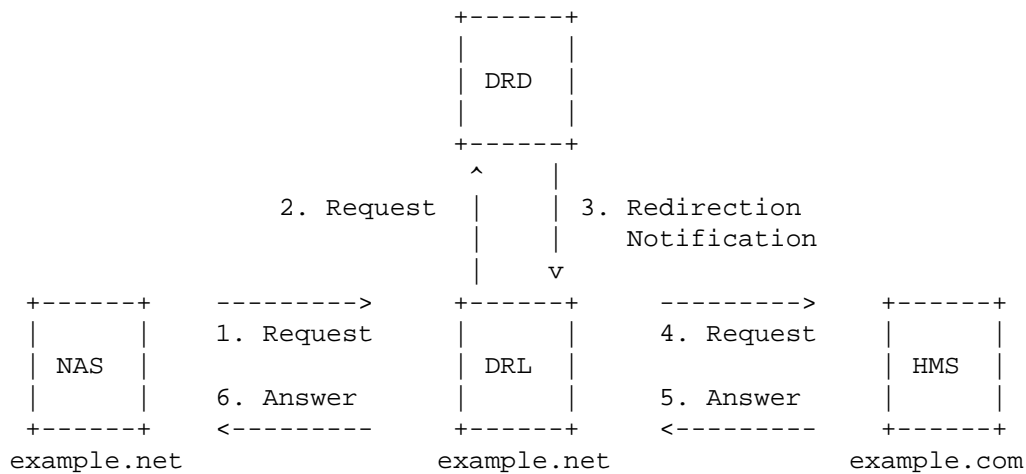 DRD
2. Request 3. Redirection
Notification
1. Request 4. Request
NAS DRL HMS
6. Answer 5. Answer
example.net example.net example.com